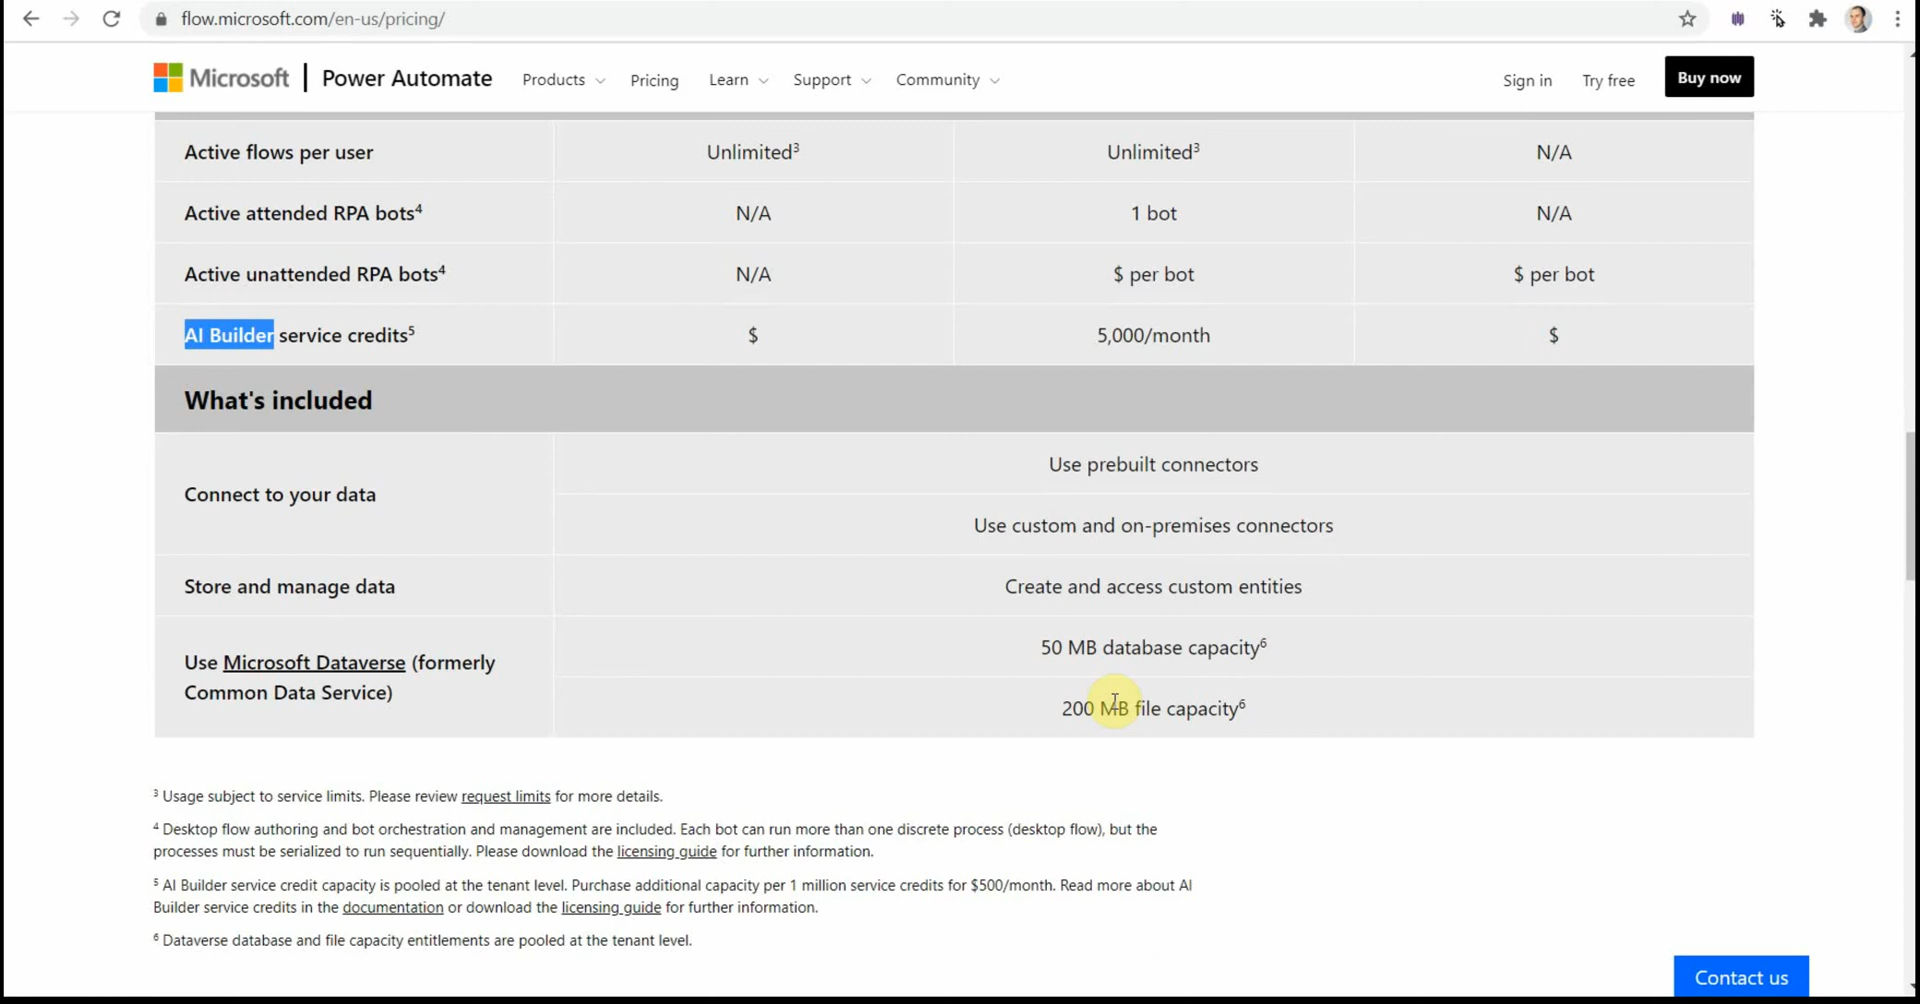 flow.microsoft.com/en-us/pricing/
Microsoft | Power Automate Products Pricing Learn Support Community Sign in Try free Buy now
Active flows per user Unlimited³ Unlimited³ N/A
Active attended RPA bots⁴ N/A 1 bot N/A
Active unattended RPA bots⁴ N/A $ per bot $ per bot
AI Builder service credits⁵ $ 5,000/month $
What's included
Connect to your data
Use prebuilt connectors
Use custom and on-premises connectors
Store and manage data Create and access custom entities
Use Microsoft Dataverse (formerly
Common Data Service)
50 MB database capacity⁶
200 MB file capacity⁶
³ Usage subject to service limits. Please review request limits for more details.
⁴ Desktop flow authoring and bot orchestration and management are included. Each bot can run more than one discrete process (desktop flow), but the
processes must be serialized to run sequentially. Please download the licensing guide for further information.
⁵ AI Builder service credit capacity is pooled at the tenant level. Purchase additional capacity per 1 million service credits for $500/month. Read more about AI
Builder service credits in the documentation or download the licensing guide for further information.
⁶ Dataverse database and file capacity entitlements are pooled at the tenant level.
Contact us